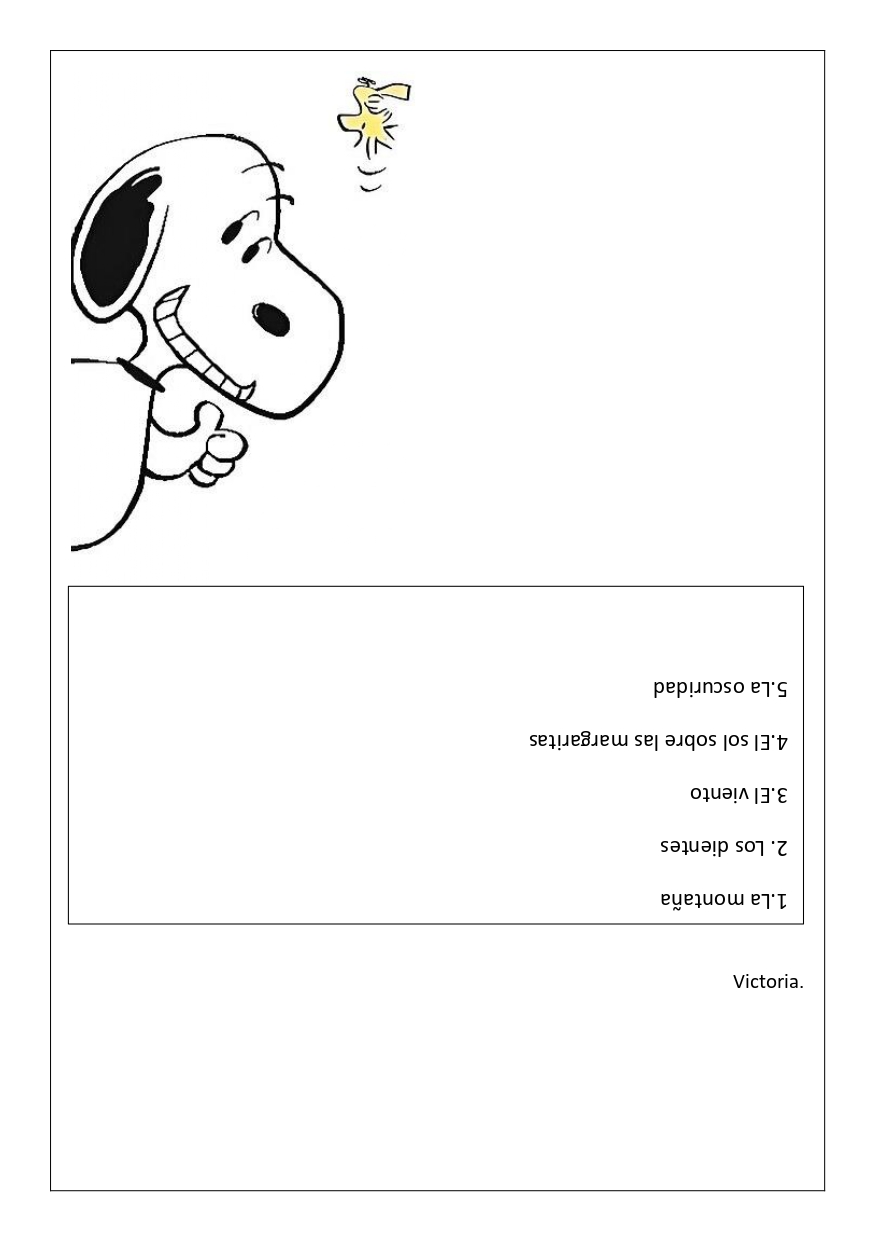 1.La montaña
2. Los dientes
3.El viento
4.El sol sobre las margaritas
5.La oscuridad
Victoria.